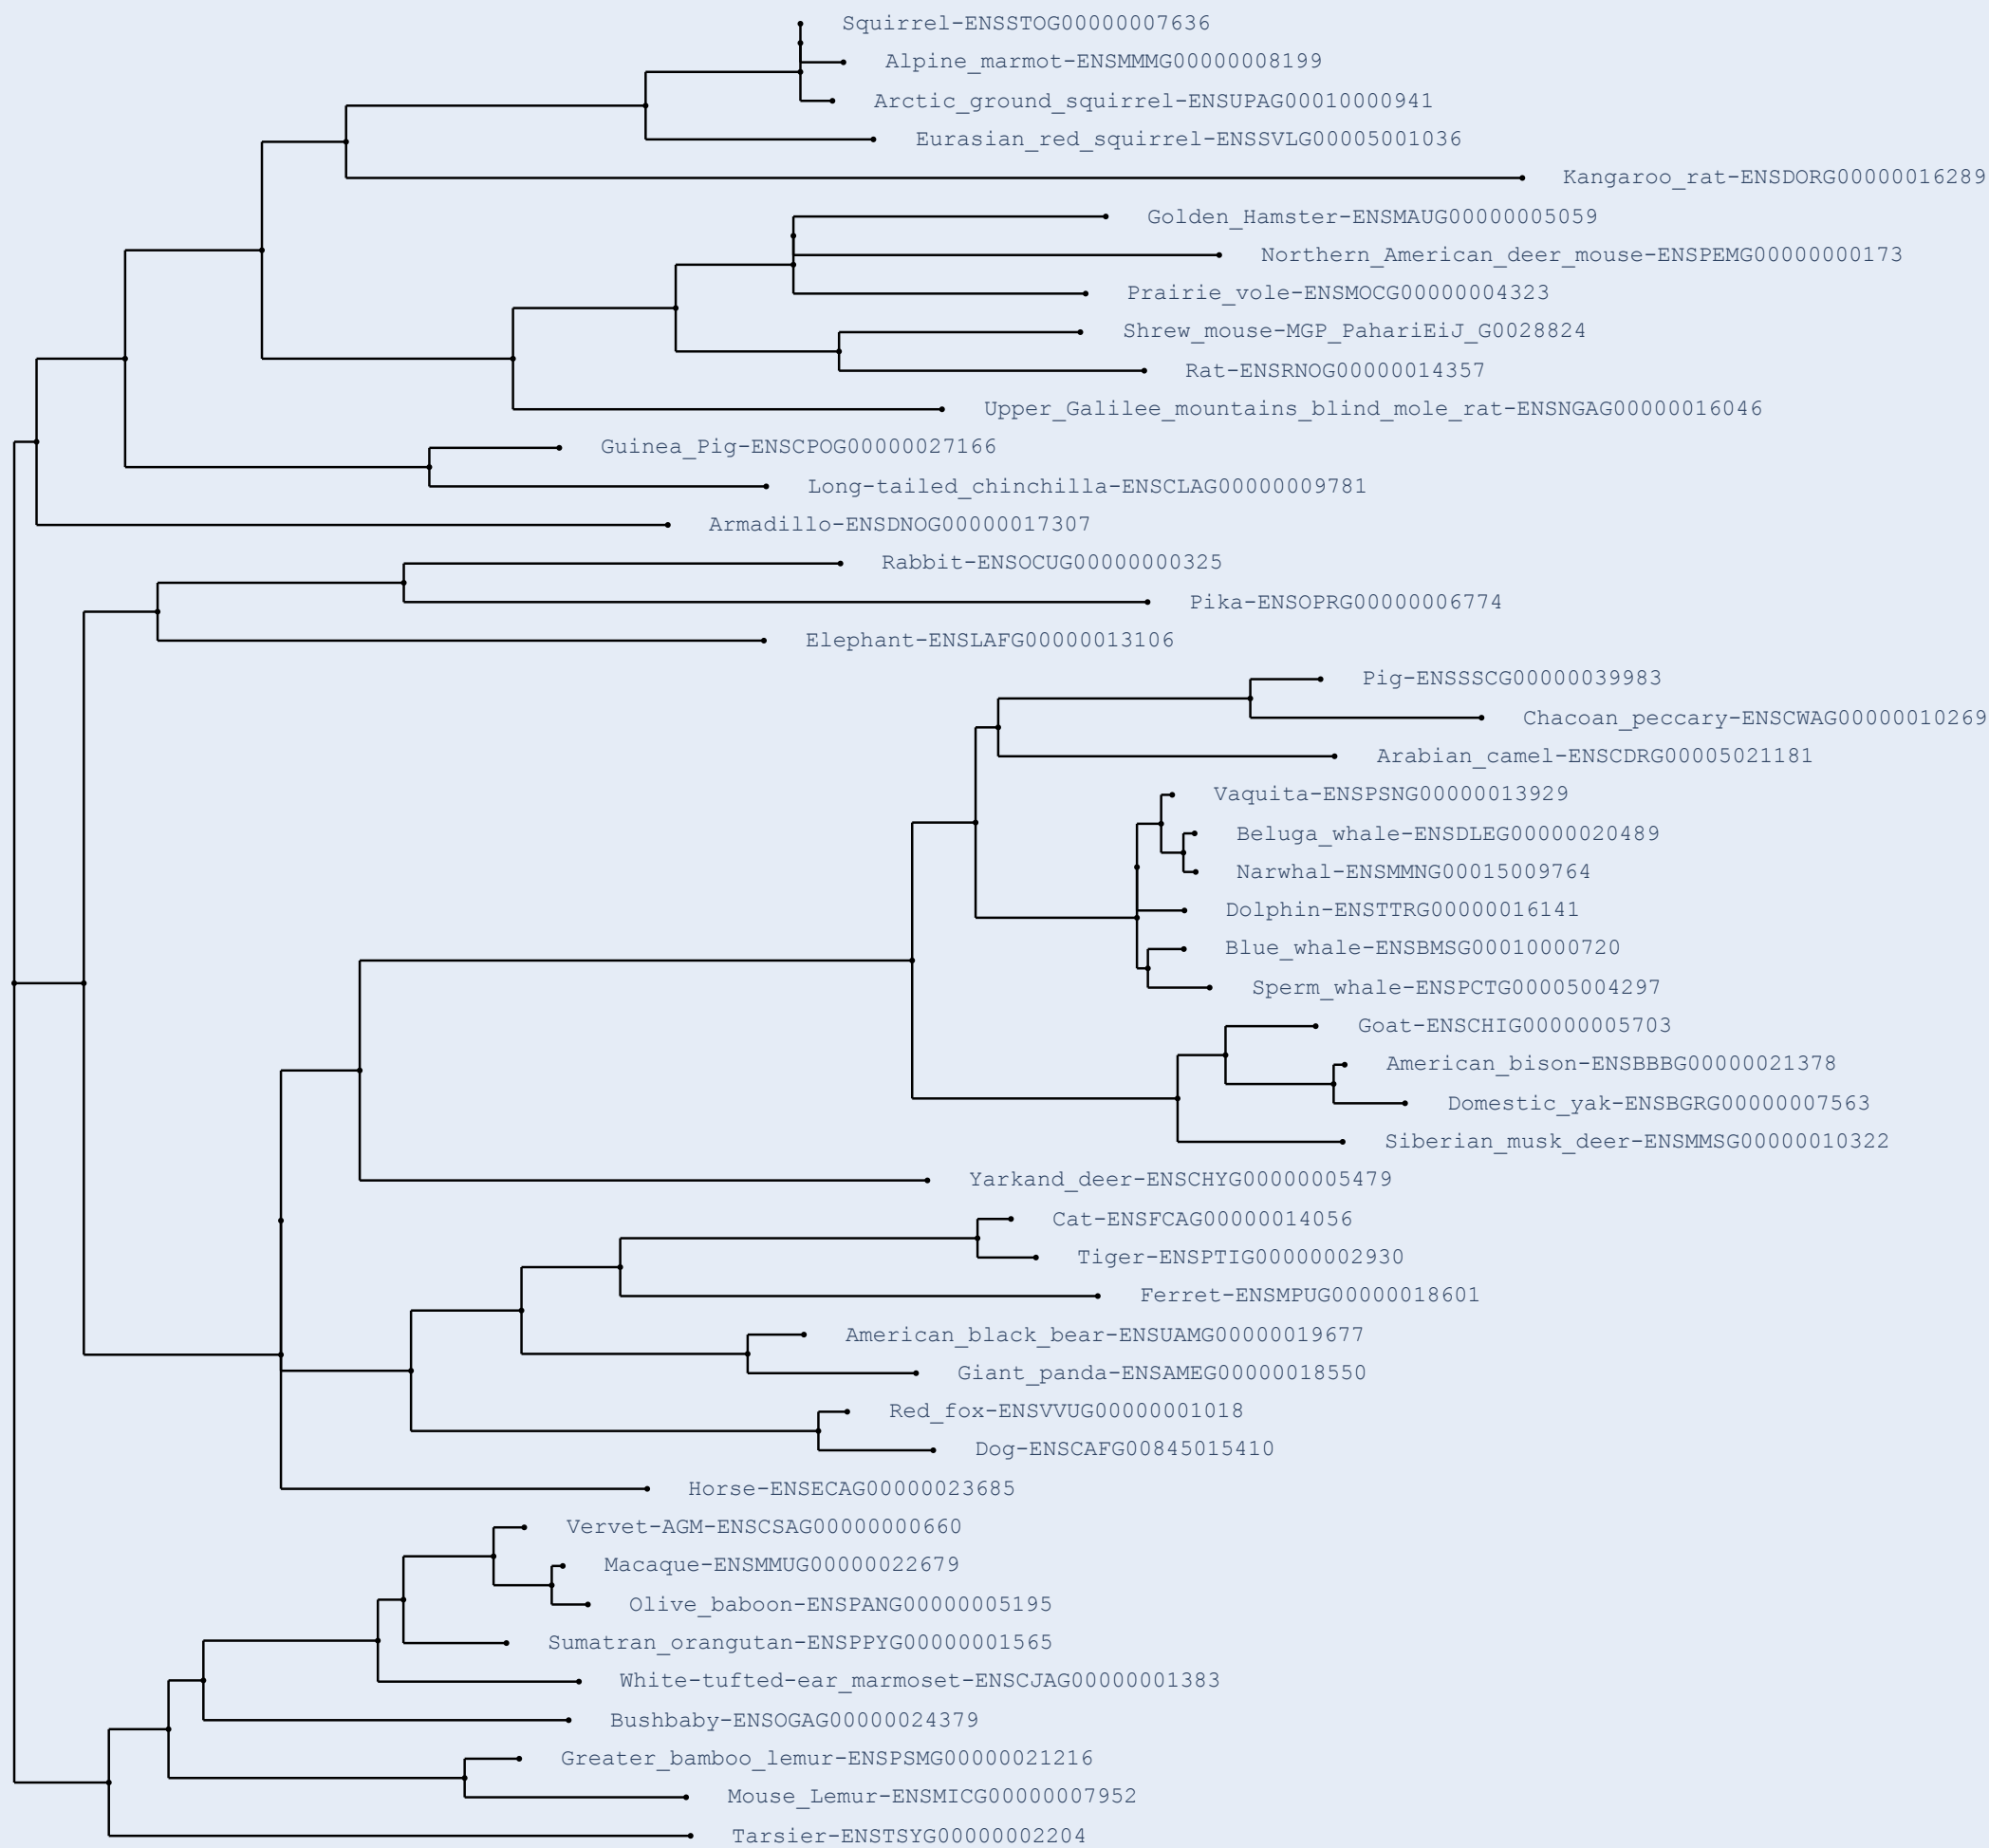 Squirrel-ENSSTOG00000007636
Alpine_marmot-ENSMMMG00000008199
Arctic_ground_squirrel-ENSUPAG00010000941
Eurasian_red_squirrel-ENSSVLG00005001036
Kangaroo_rat-ENSDORG00000016289
Golden_Hamster-ENSMAUG00000005059
Northern_American_deer_mouse-ENSPEMG00000000173
Prairie_vole-ENSMOCG00000004323
Shrew_mouse-MGP_PahariEiJ_G0028824
Rat-ENSRNOG00000014357
Upper_Galilee_mountains_blind_mole_rat-ENSNGAG00000016046
Guinea_Pig-ENSCPOG00000027166
Long-tailed_chinchilla-ENSCLAG00000009781
Armadillo-ENSDNOG00000017307
Rabbit-ENSOCUG00000000325
Pika-ENSOPRG00000006774
Elephant-ENSLAFG00000013106
Pig-ENSSSCG00000039983
Chacoan_peccary-ENSCWAG00000010269
Arabian_camel-ENSCDRG00005021181
Vaquita-ENSPSNG00000013929
Beluga_whale-ENSDLEG00000020489
Narwhal-ENSMMNG00015009764
Dolphin-ENSTTRG00000016141
Blue_whale-ENSBMSG00010000720
Sperm_whale-ENSPCTG00005004297
Goat-ENSCHIG00000005703
American_bison-ENSBBBG00000021378
Domestic_yak-ENSBGRG00000007563
Siberian_musk_deer-ENSMMSG00000010322
Yarkand_deer-ENSCHYG00000005479
Cat-ENSFCAG00000014056
Tiger-ENSPTIG00000002930
Ferret-ENSMPUG00000018601
American_black_bear-ENSUAMG00000019677
Giant_panda-ENSAMEG00000018550
Red_fox-ENSVVUG00000001018
Dog-ENSCAFG00845015410
Horse-ENSECAG00000023685
Vervet-AGM-ENSCSAG00000000660
Macaque-ENSMMUG00000022679
Olive_baboon-ENSPANG00000005195
Sumatran_orangutan-ENSPPYG00000001565
White-tufted-ear_marmoset-ENSCJAG00000001383
Bushbaby-ENSOGAG00000024379
Greater_bamboo_lemur-ENSPSMG00000021216
Mouse_Lemur-ENSMICG00000007952
Tarsier-ENSTSYG00000002204